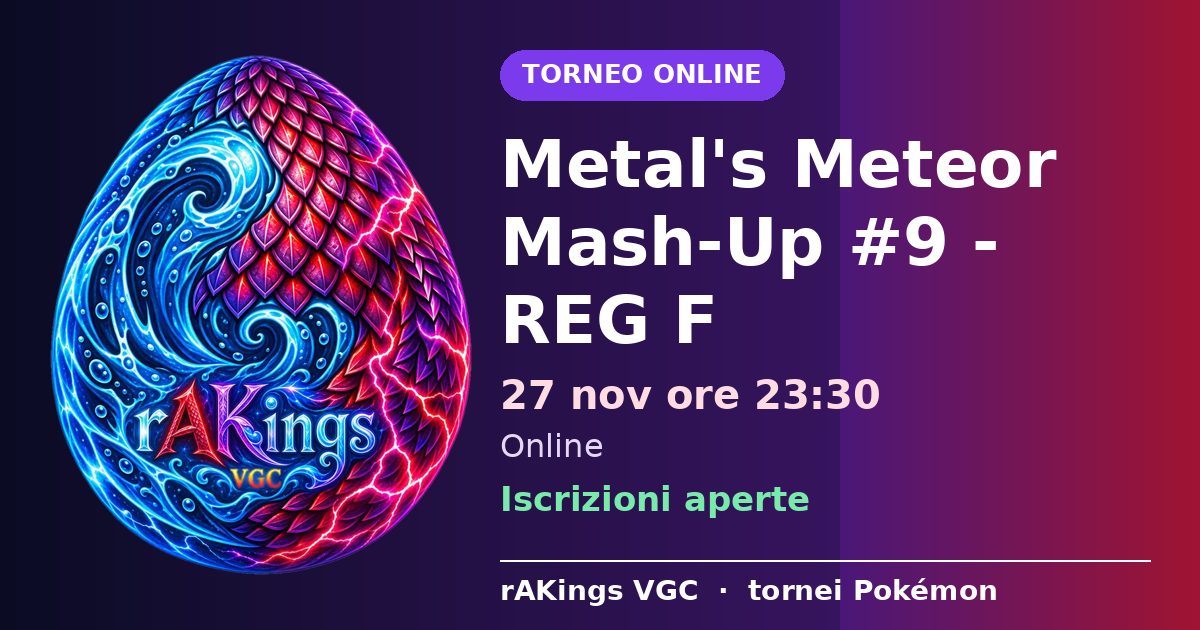 TORNEO ONLINE
Metal's Meteor
Mash-Up #9 -
REG F
27 nov ore 23:30
Online
Iscrizioni aperte
rAKings
VGC
rAKings VGC · tornei Pokémon